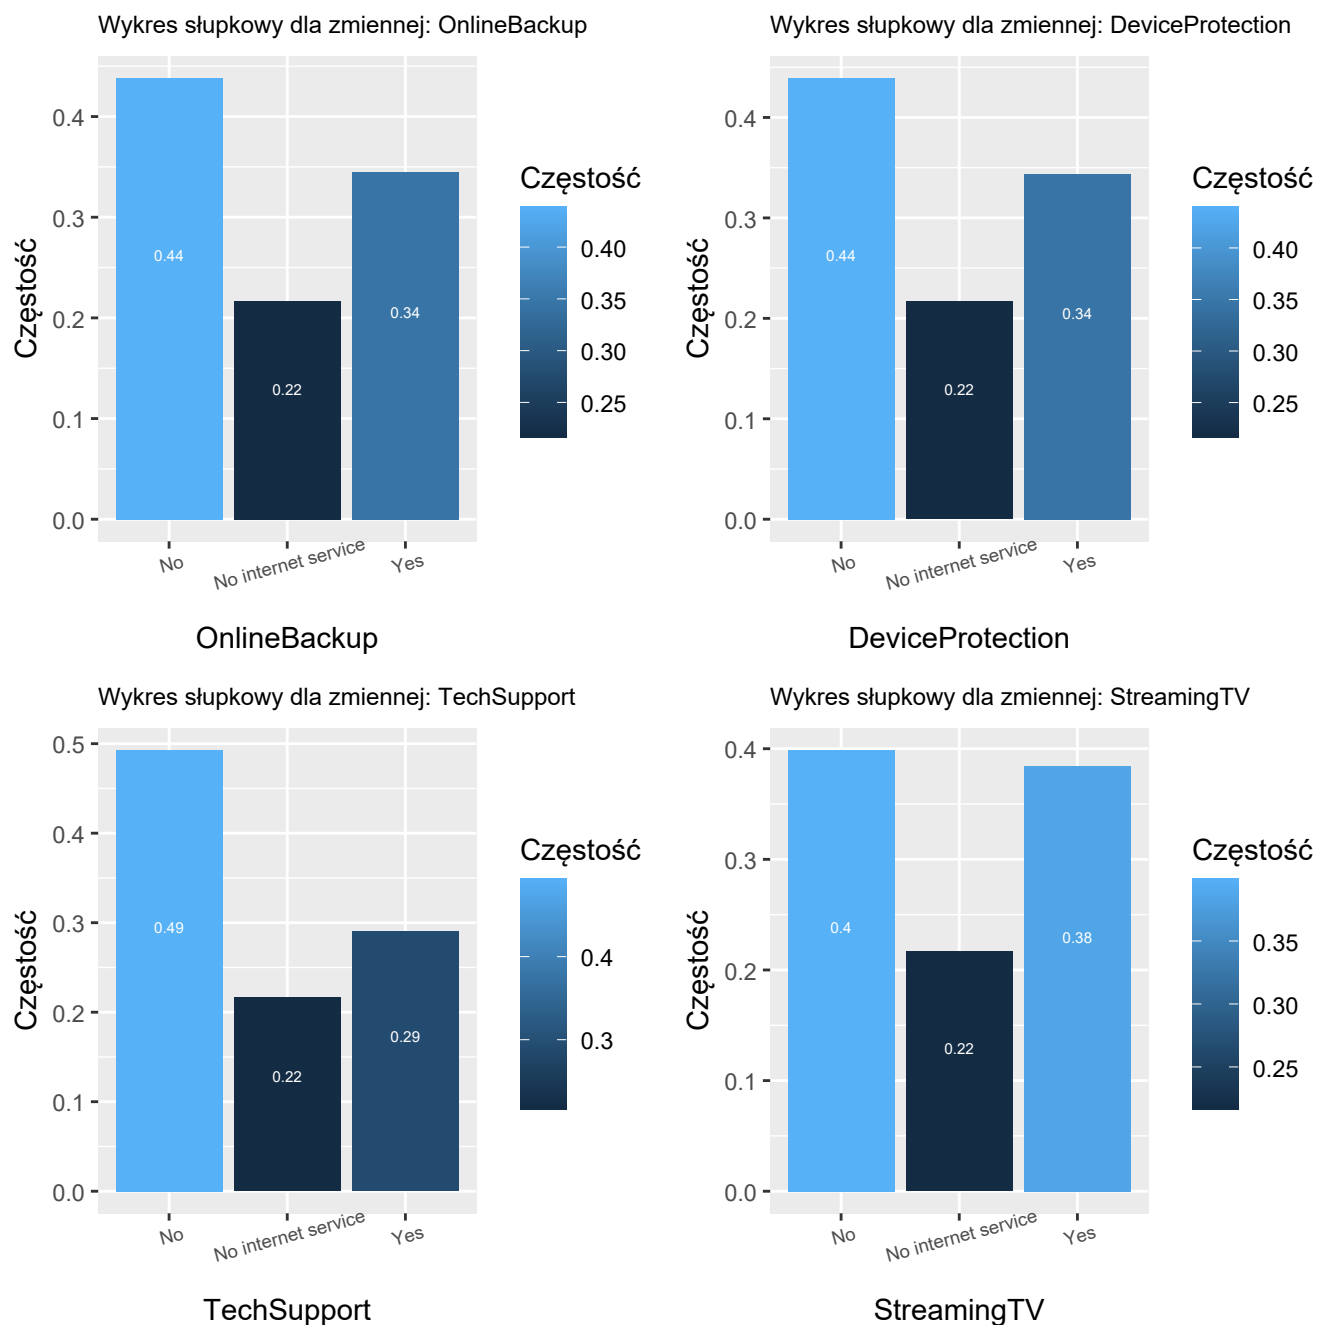 Wykres słupkowy dla zmiennej: OnlineBackup
Częstość
0.4
0.3
0.2
0.1
0.0
0.44
0.22
0.34
No
No internet service
Yes
OnlineBackup
Częstość
0.40
0.35
0.30
0.25
Wykres słupkowy dla zmiennej: DeviceProtection
Częstość
0.4
0.3
0.2
0.1
0.0
0.44
0.22
0.34
No
No internet service
Yes
DeviceProtection
Częstość
0.40
0.35
0.30
0.25
Wykres słupkowy dla zmiennej: TechSupport
Częstość
0.5
0.4
0.3
0.2
0.1
0.0
0.49
0.22
0.29
No
No internet service
Yes
TechSupport
Częstość
0.4
0.3
Wykres słupkowy dla zmiennej: StreamingTV
Częstość
0.4
0.3
0.2
0.1
0.0
0.4
0.22
0.38
No
No internet service
Yes
StreamingTV
Częstość
0.35
0.30
0.25